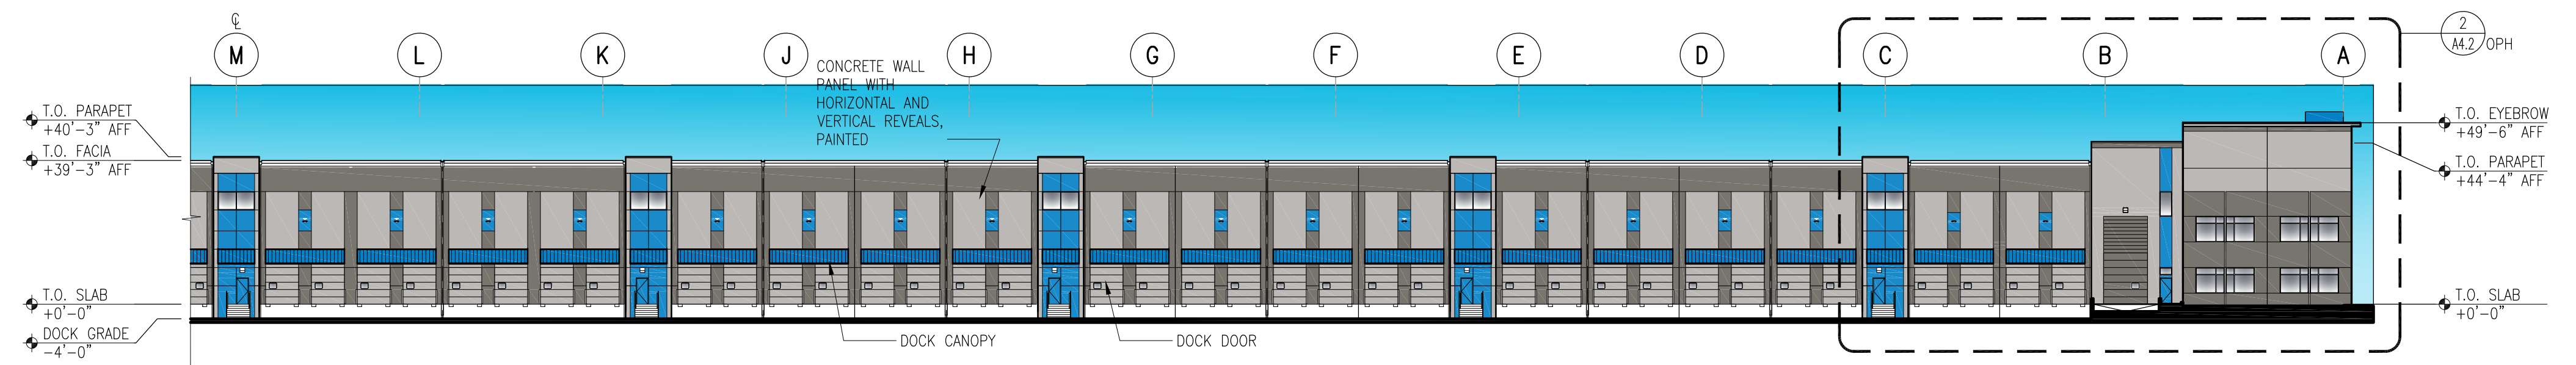 ℄
M
L
K
J
H
G
F
E
D
C
B
A
2
A4.2
OPH
CONCRETE WALL
PANEL WITH
HORIZONTAL AND
VERTICAL REVEALS,
PAINTED
T.O. PARAPET
+40'-3" AFF
T.O. FACIA
+39'-3" AFF
T.O. SLAB
+0'-0"
DOCK GRADE
-4'-0"
DOCK CANOPY
DOCK DOOR
T.O. EYEBROW
+49'-6" AFF
T.O. PARAPET
+44'-4" AFF
T.O. SLAB
+0'-0"